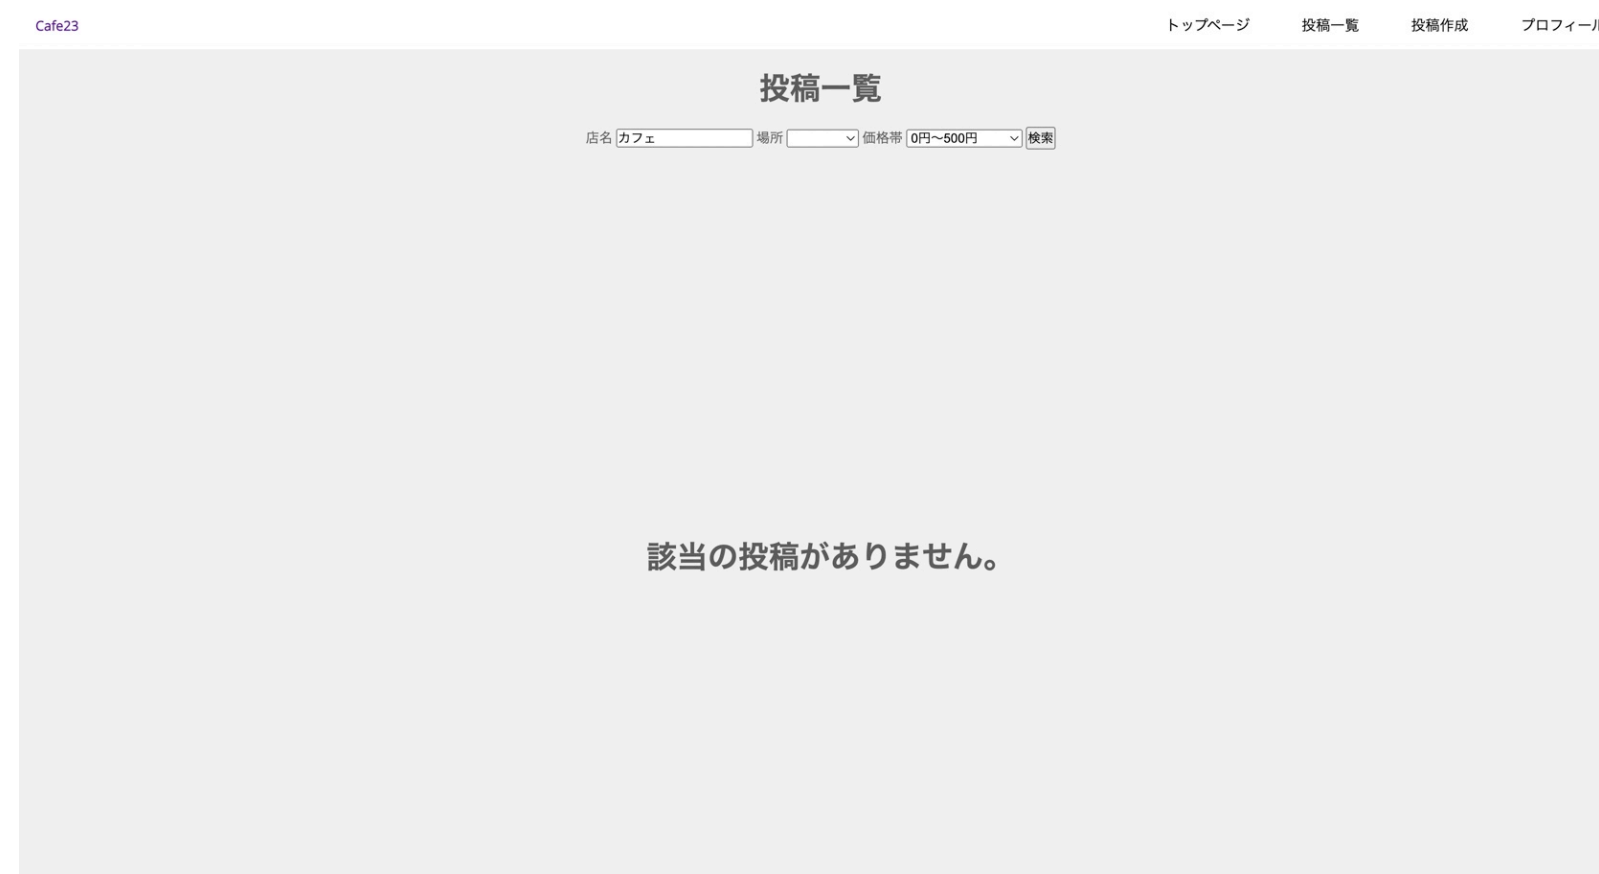 Cafe23 トップページ 投稿一覧 投稿作成 プロフィール
投稿一覧
店名 カフェ 場所 価格帯 0円〜500円 検索
該当の投稿がありません。